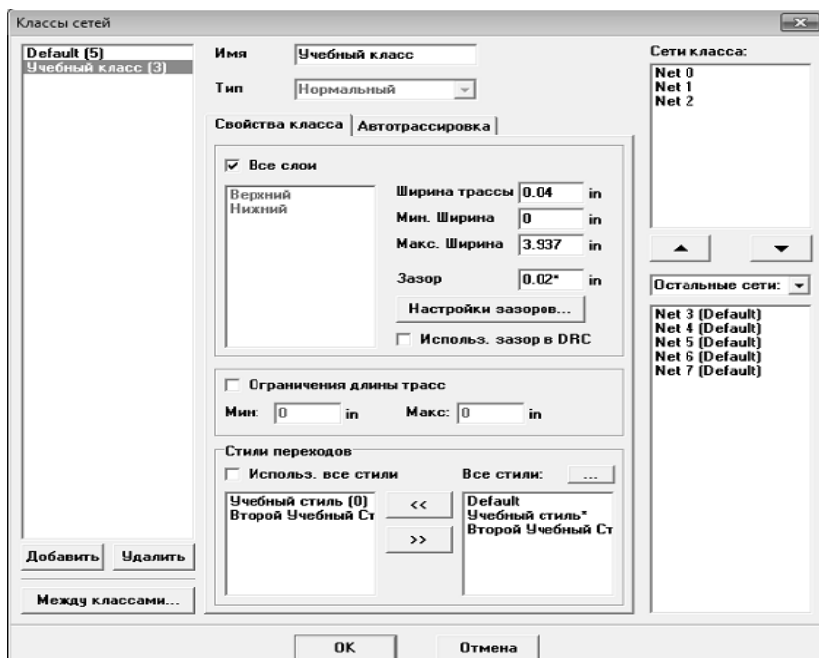 Классы сетей
Default (5)
Учебный класс (3)
Добавить
Удалить
Между классами...
Имя
Учебный класс
Тип
Нормальный
Свойства класса
Автотрассировка
Все слои
Верхний
Нижний
Ширина трассы 0.04 in
Мин. Ширина 0 in
Макс. Ширина 3.937 in
Зазор 0.02* in
Настройки зазоров...
Использ. зазор в DRC
Ограничения длины трасс
Мин: 0 in Макс: 0 in
Стили переходов
Использ. все стили
Учебный стиль (0)
Второй Учебный Ст
<<
>>
Все стили: ...
Default
Учебный стиль*
Второй Учебный Ст
Сети класса:
Net 0
Net 1
Net 2
Остальные сети:
Net 3 (Default)
Net 4 (Default)
Net 5 (Default)
Net 6 (Default)
Net 7 (Default)
OK
Отмена